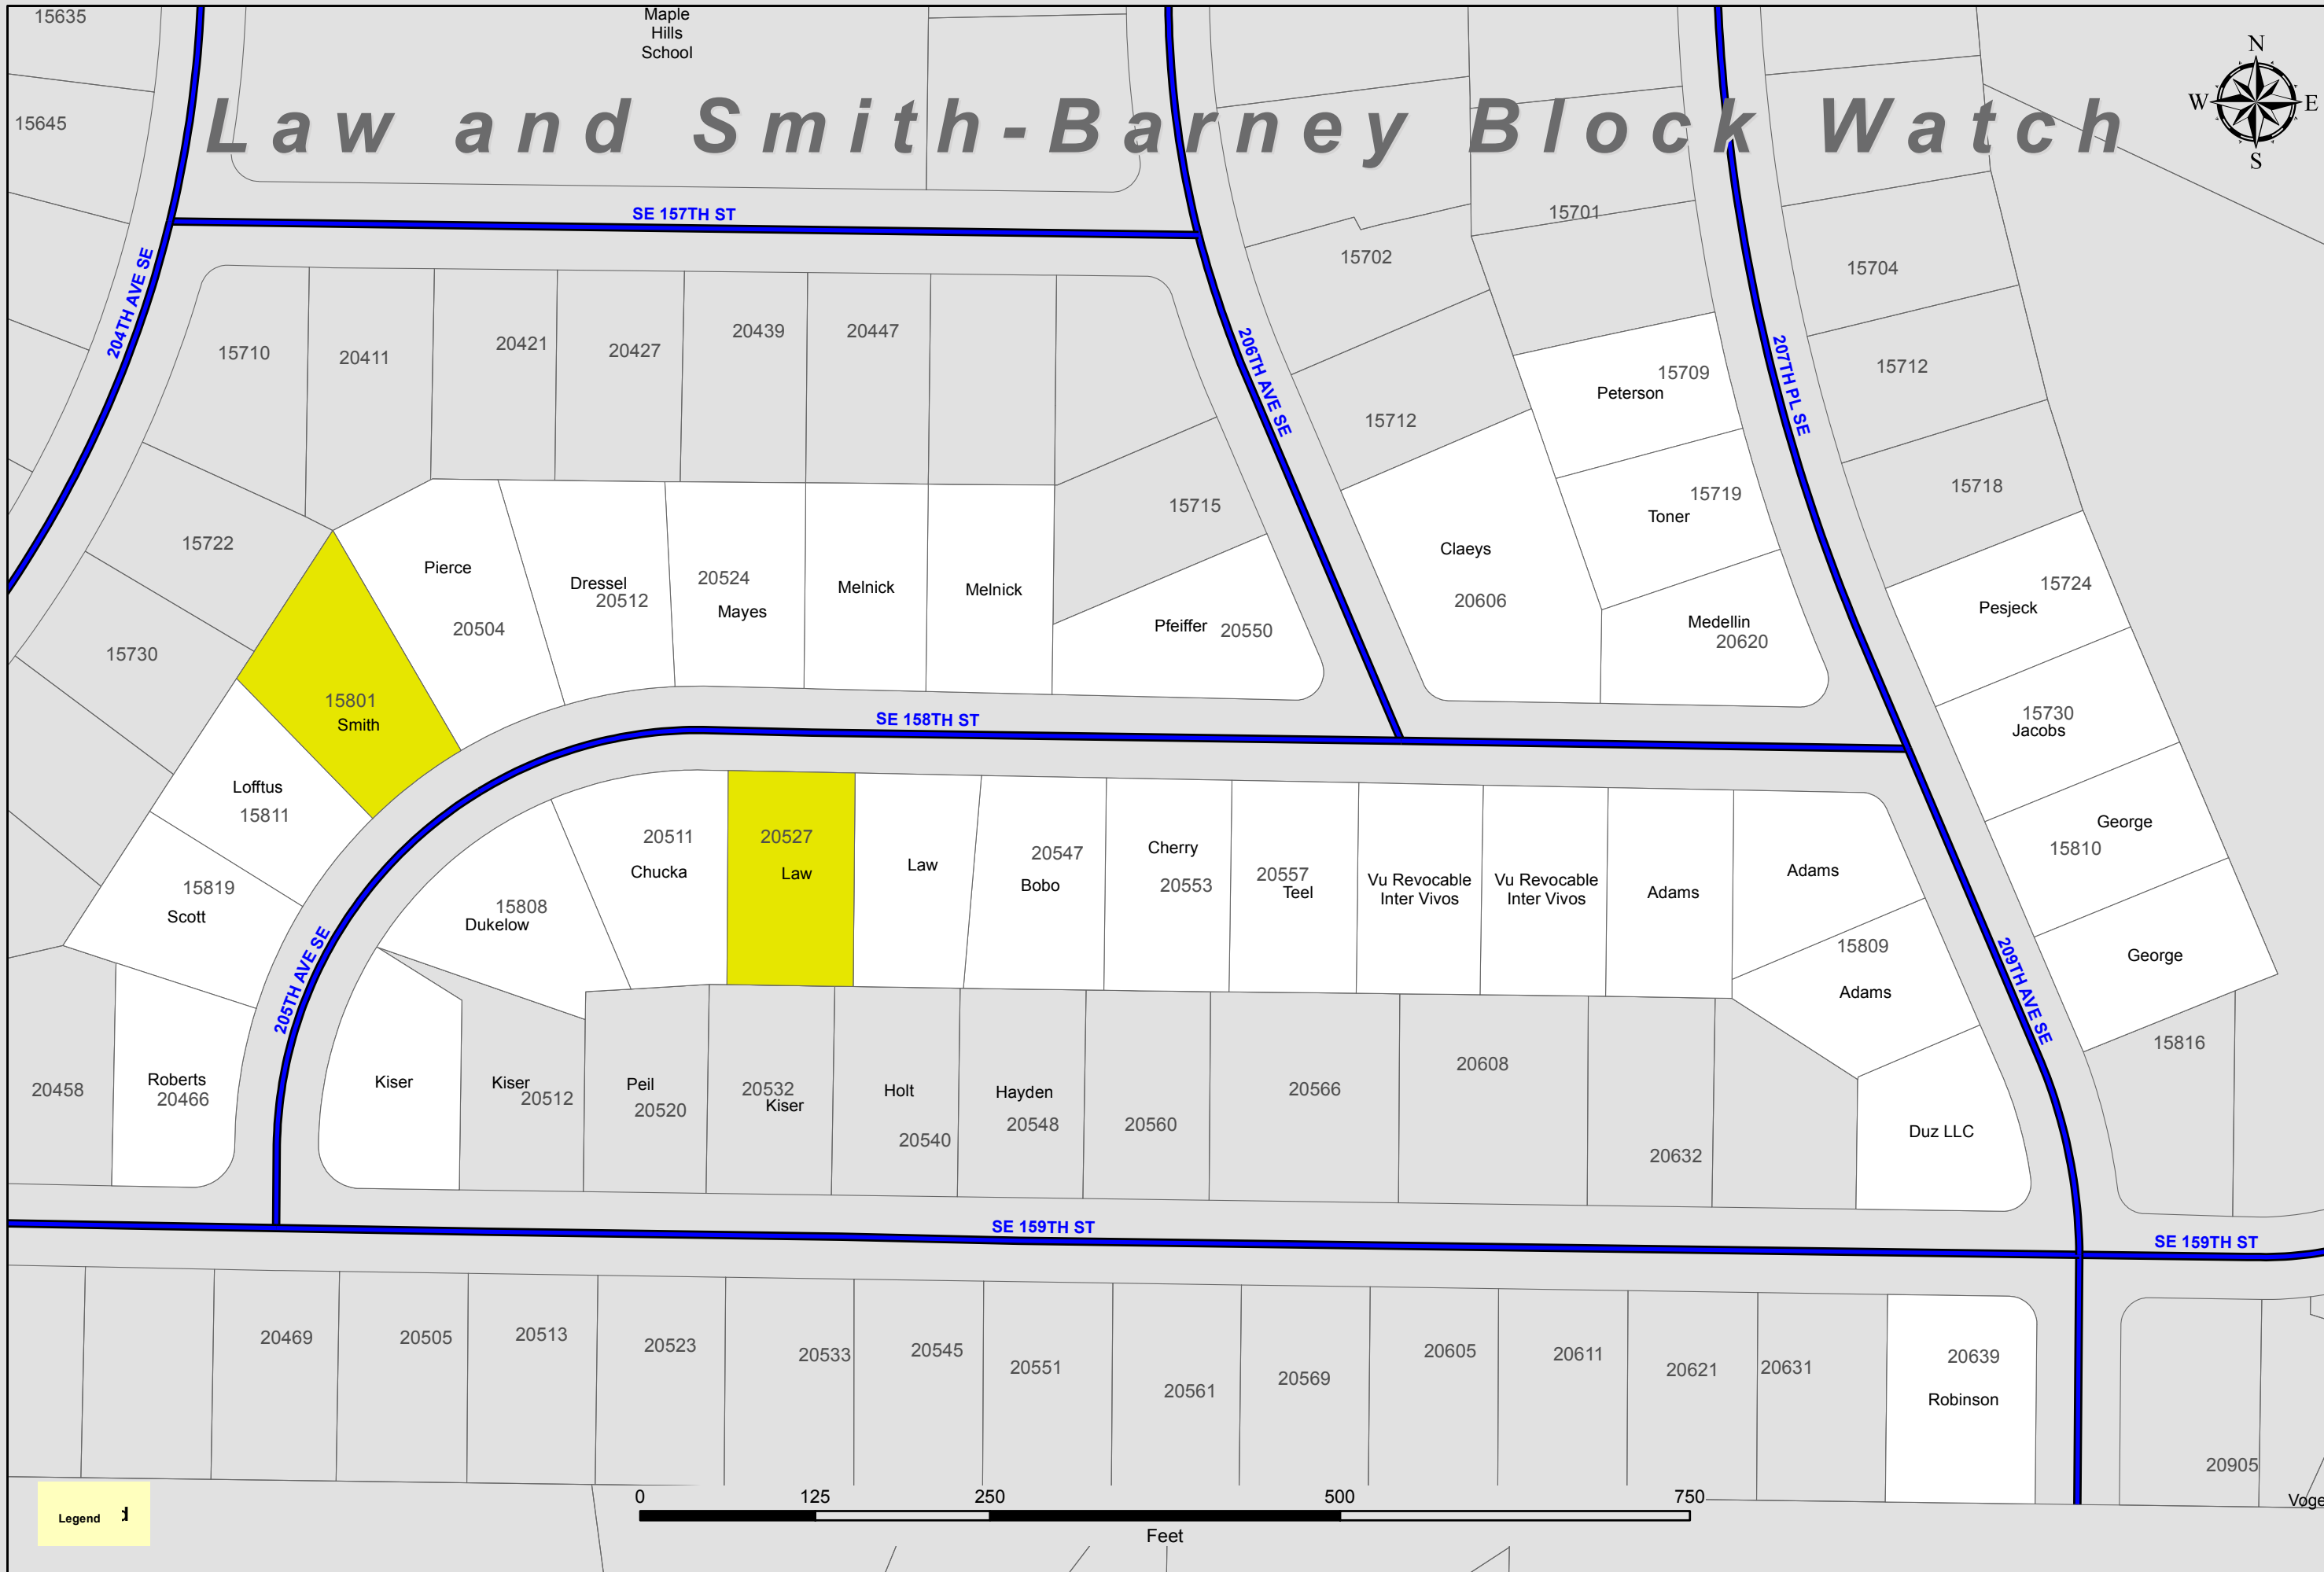 15635
Maple
Hills
School
N
W E
S
15645
Law and Smith-Barney Block Watch
SE 157TH ST
15701
15702
15704
204TH AVE SE
206TH AVE SE
207TH PL SE
15710
20411
20421
20427
20439
20447
15712
15709
Peterson
15712
15722
15715
15719
Toner
15718
Pierce
20504
Dressel
20512
20524
Mayes
Melnick
Melnick
Pfeiffer 20550
Claeys
20606
Medellin
20620
15724
Pesjeck
15730
15801
Smith
SE 158TH ST
15730
Jacobs
Lofftus
15811
20511
Chucka
20527
Law
Law
20547
Bobo
Cherry
20553
20557
Teel
Vu Revocable
Inter Vivos
Vu Revocable
Inter Vivos
Adams
Adams
George
15810
15819
Scott
15808
Dukelow
15809
Adams
George
205TH AVE SE
209TH AVE SE
20458
Roberts
20466
Kiser
Kiser
20512
Peil
20520
20532
Kiser
Holt
20540
Hayden
20548
20560
20566
20608
20632
Duz LLC
15816
SE 159TH ST
SE 159TH ST
20469
20505
20513
20523
20533
20545
20551
20561
20569
20605
20611
20621
20631
20639
Robinson
20905
Legend
0 125 250 500 750
Feet
Voge